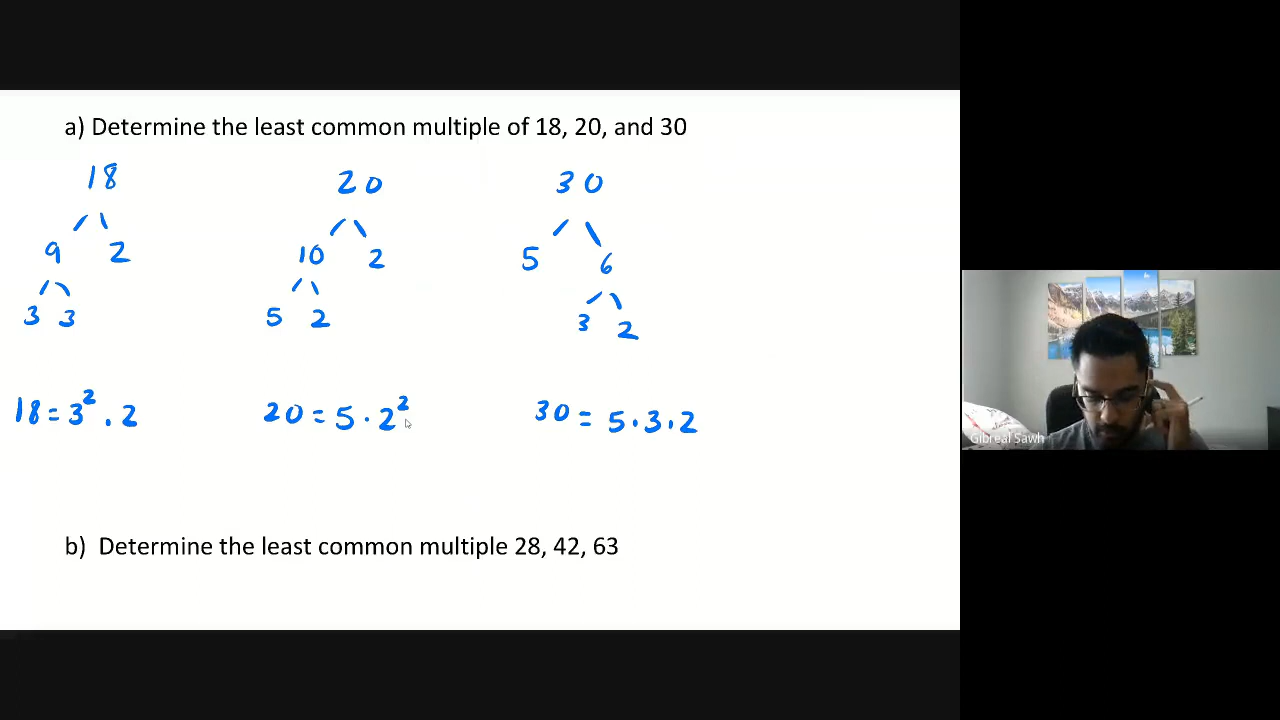 a) Determine the least common multiple of 18, 20, and 30
18 20 30
9 2 10 2 5 6
3 3 5 2 3 2
18 = 3² . 2 20 = 5 · 2² 30 = 5 · 3 · 2
Gibreal Sawh
b) Determine the least common multiple 28, 42, 63